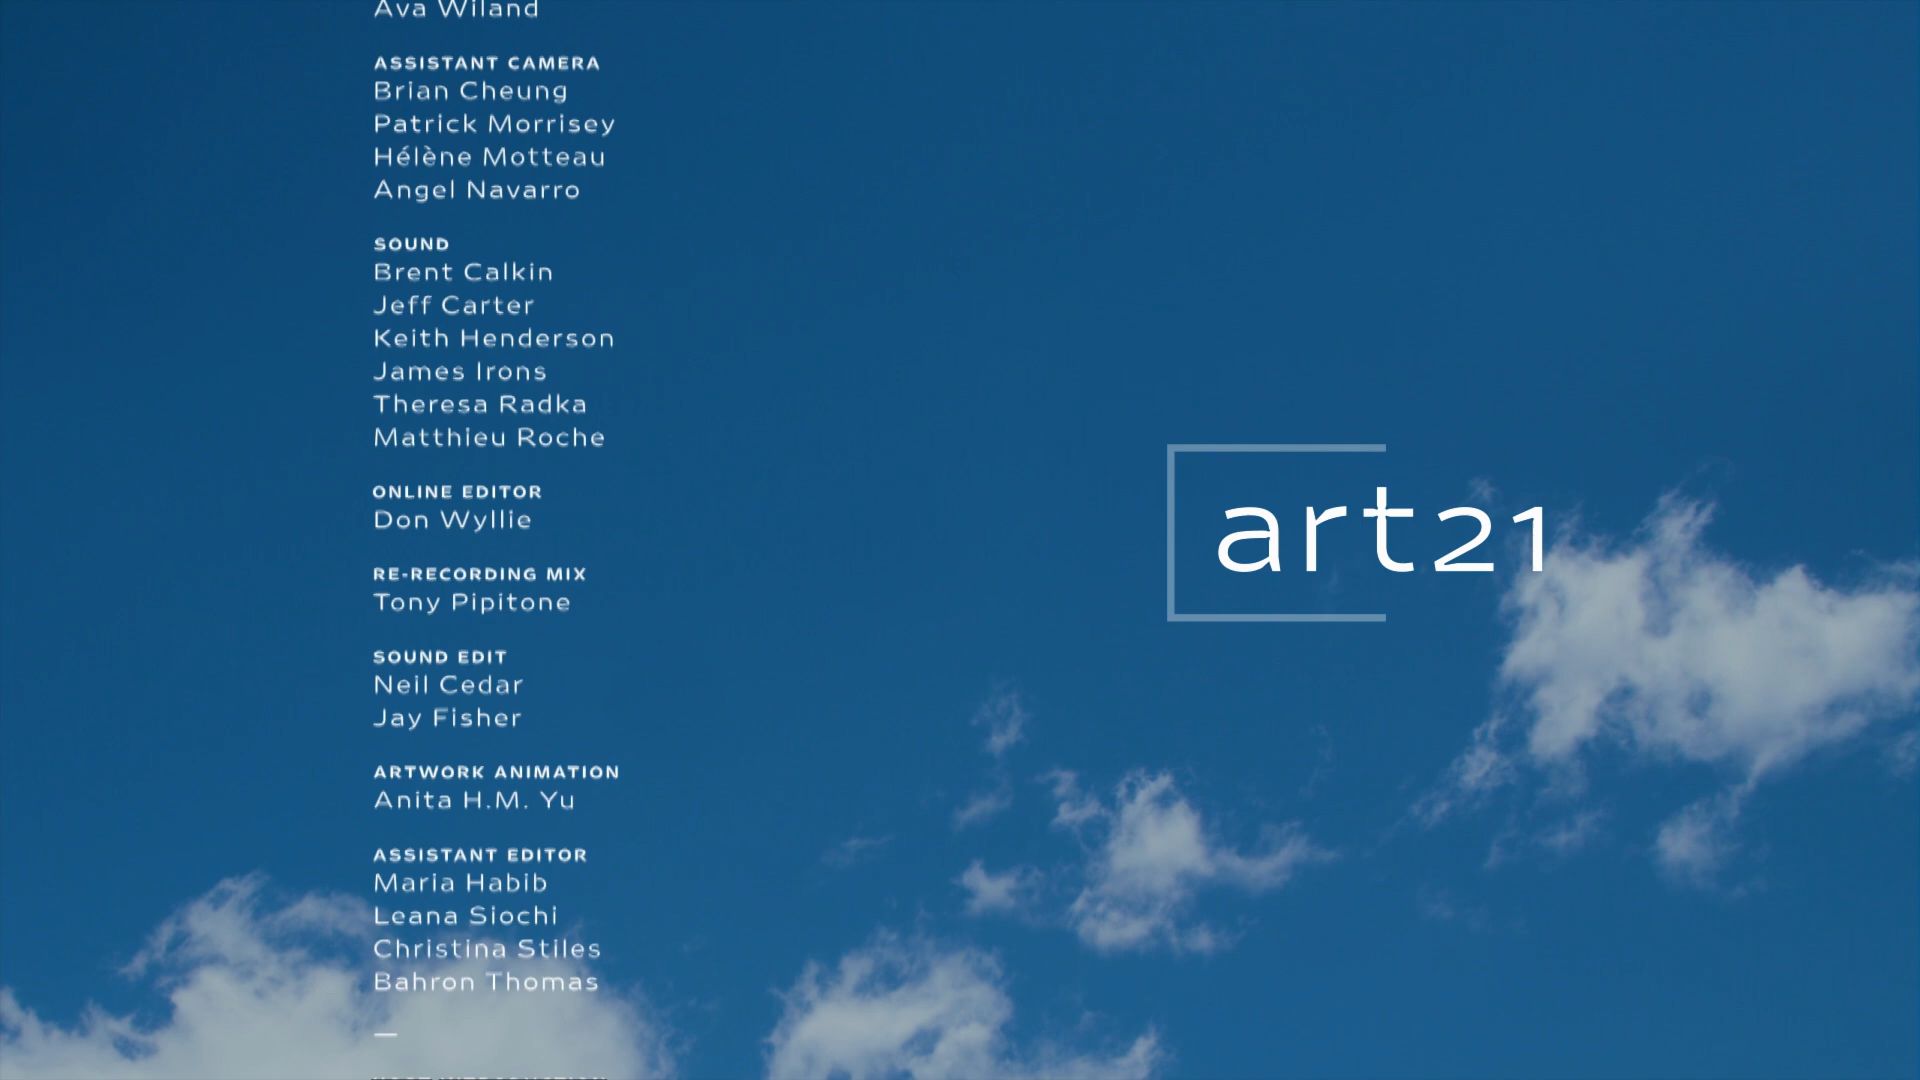 Ava Wiland
ASSISTANT CAMERA
Brian Cheung
Patrick Morrisey
Hélène Motteau
Angel Navarro
SOUND
Brent Calkin
Jeff Carter
Keith Henderson
James Irons
Theresa Radka
Matthieu Roche
ONLINE EDITOR
Don Wyllie
RE-RECORDING MIX
Tony Pipitone
SOUND EDIT
Neil Cedar
Jay Fisher
ARTWORK ANIMATION
Anita H.M. Yu
ASSISTANT EDITOR
Maria Habib
Leana Siochi
Christina Stiles
Bahron Thomas
—
art21